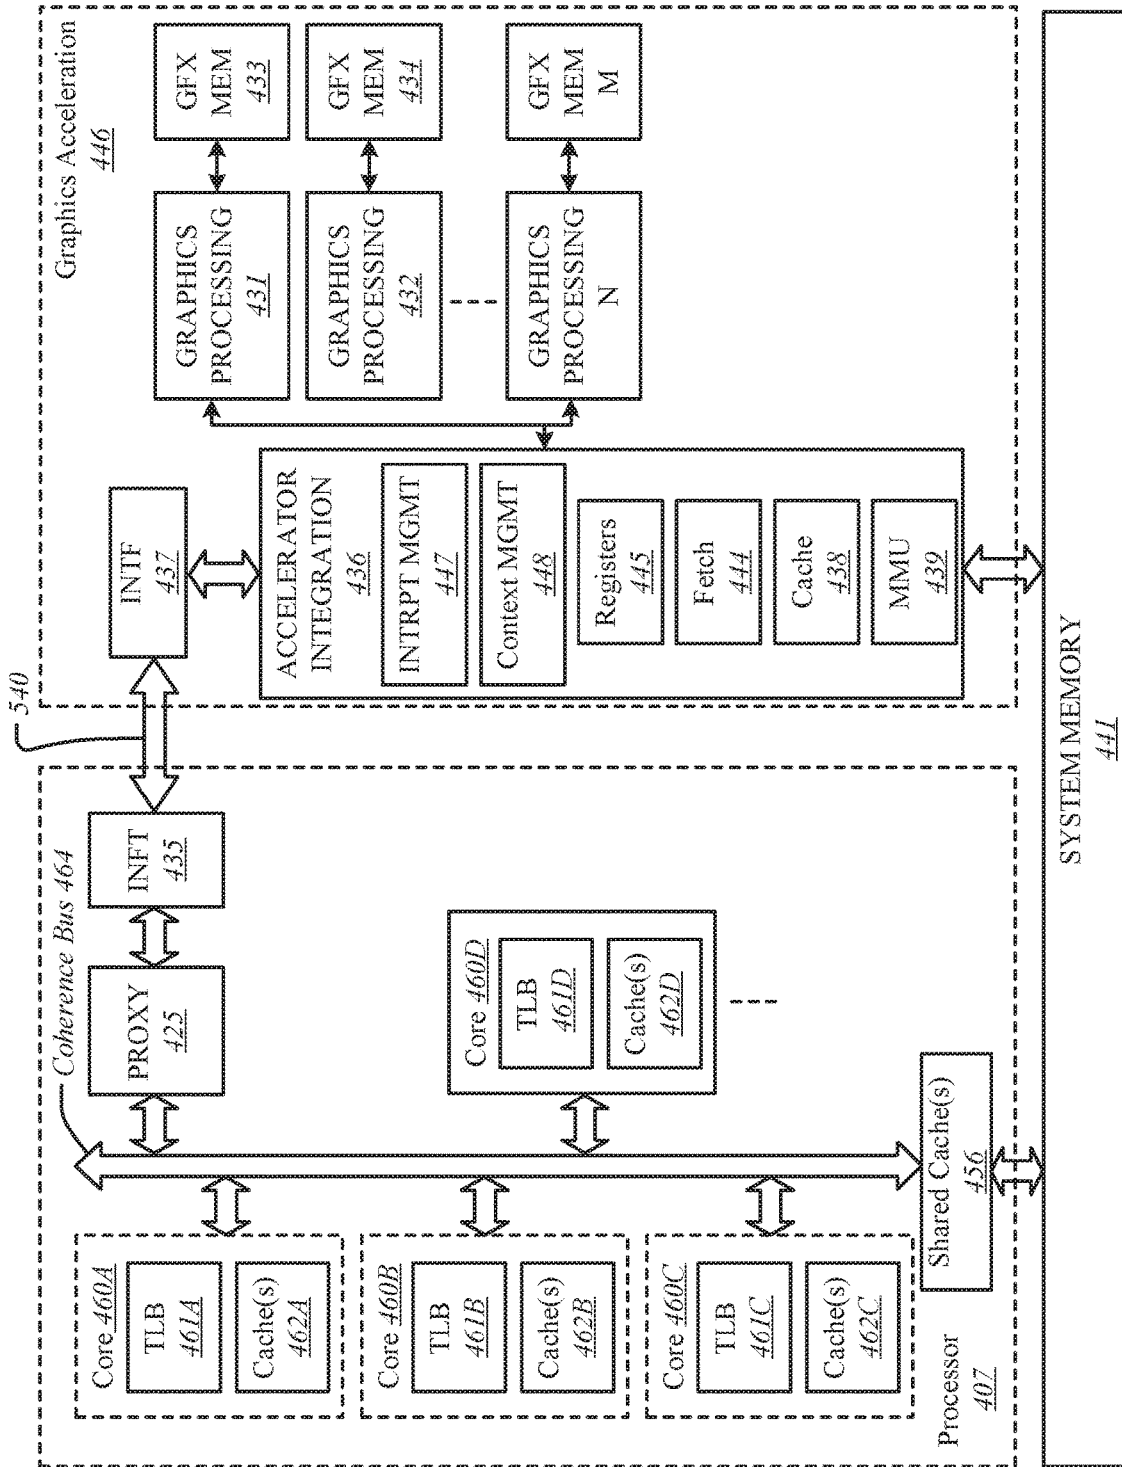 Core 460A
TLB
461A
Cache(s)
462A
Core 460B
TLB
461B
Cache(s)
462B
Core 460C
TLB
461C
Cache(s)
462C
Processor
407
Shared Cache(s)
456
Coherence Bus 464
PROXY
425
INFT
435
Core 460D
TLB
461D
Cache(s)
462D
540
INTF
437
ACCELERATOR
INTEGRATION
436
INTRPT MGMT
447
Context MGMT
448
Registers
445
Fetch
444
Cache
438
MMU
439
Graphics Acceleration
446
GRAPHICS
PROCESSING
431
GFX
MEM
433
GRAPHICS
PROCESSING
432
GFX
MEM
434
GRAPHICS
PROCESSING
N
GFX
MEM
M
SYSTEM MEMORY
441